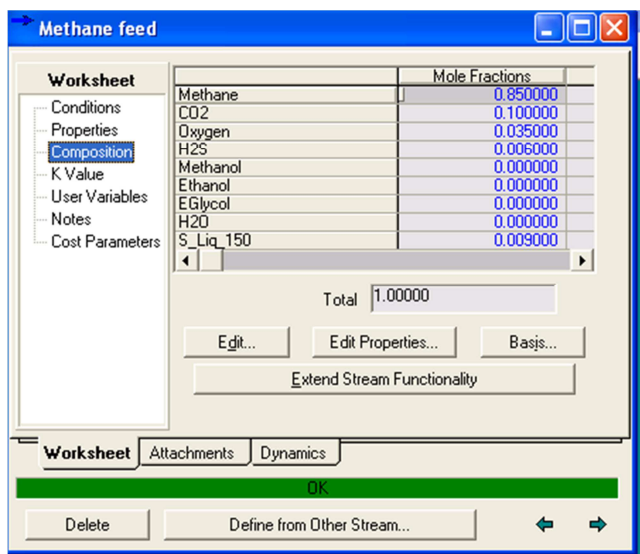 Methane feed
Worksheet
Conditions
Properties
Composition
K Value
User Variables
Notes
Cost Parameters
Mole Fractions
Methane 0.850000
CO2 0.100000
Oxygen 0.035000
H2S 0.006000
Methanol 0.000000
Ethanol 0.000000
EGlycol 0.000000
H2O 0.000000
S_Liq_150 0.009000
Total 1.00000
Edit... Edit Properties... Basis...
Extend Stream Functionality
Worksheet Attachments Dynamics
OK
Delete Define from Other Stream...